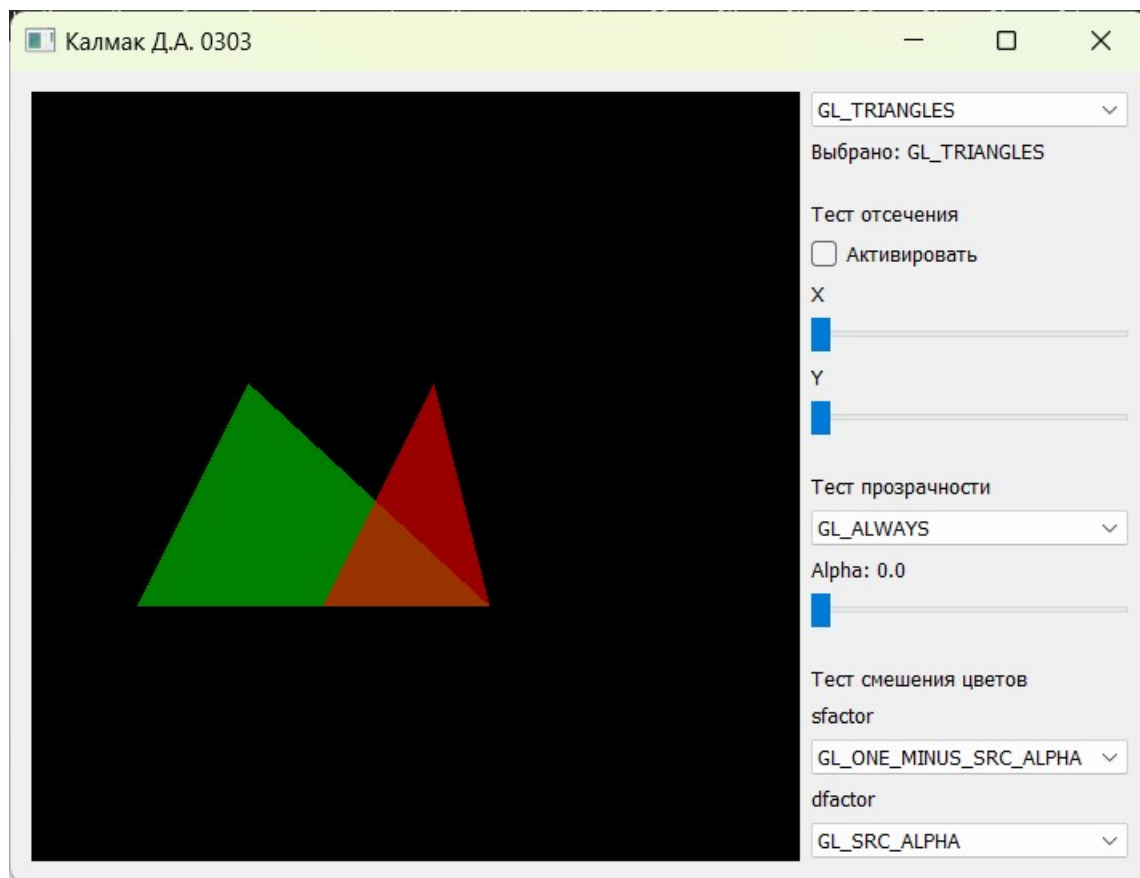 Калмак Д.А. 0303
GL_TRIANGLES
Выбрано: GL_TRIANGLES
Тест отсечения
Активировать
X
Y
Тест прозрачности
GL_ALWAYS
Alpha: 0.0
Тест смешения цветов
sfactor
GL_ONE_MINUS_SRC_ALPHA
dfactor
GL_SRC_ALPHA